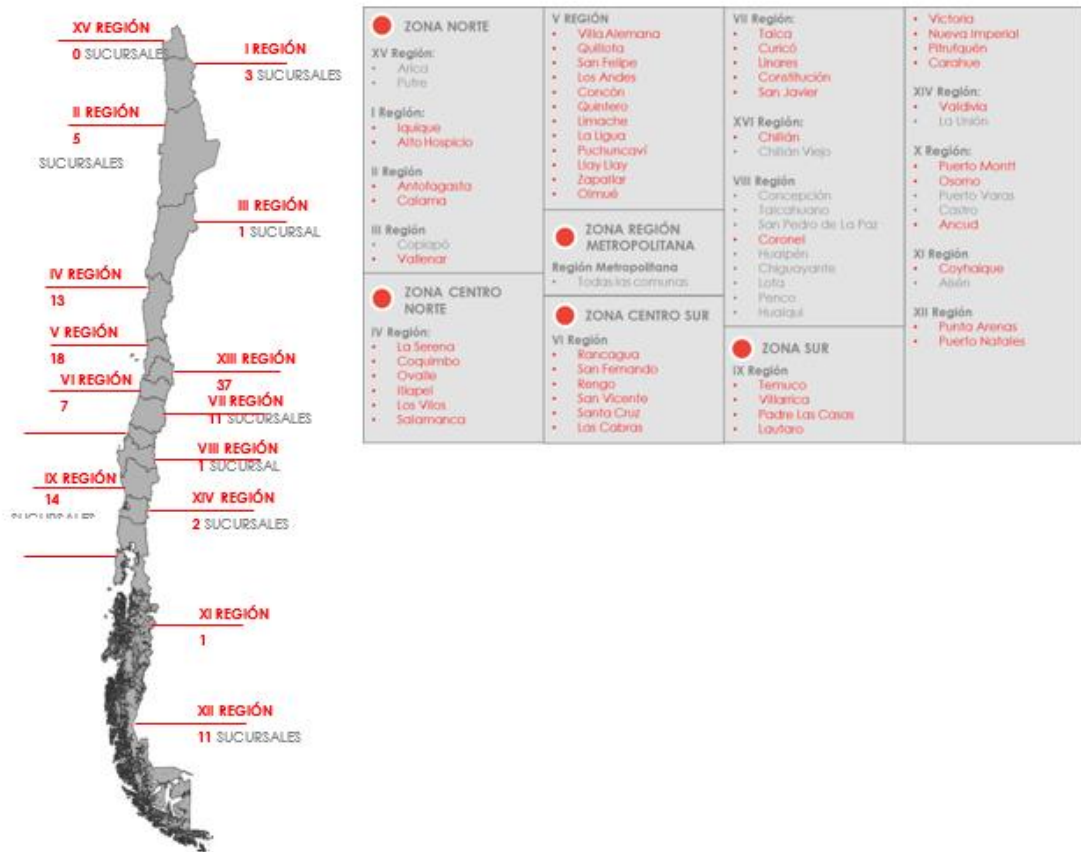 XV REGIÓN
0 SUCURSALES
I REGIÓN
3 SUCURSALES
II REGIÓN
5
SUCURSALES
III REGIÓN
1 SUCURSAL
IV REGIÓN
13
V REGIÓN
18
XIII REGIÓN
37
VI REGIÓN
7
VII REGIÓN
11 SUCURSALES
VIII REGIÓN
1 SUCURSAL
IX REGIÓN
14
SUCURSALES
XIV REGIÓN
2 SUCURSALES
XI REGIÓN
1
XII REGIÓN
11 SUCURSALES
ZONA NORTE
XV Región:
• Arica
• Putre
I Región:
• Iquique
• Alto Hospicio
II Región
• Antofagasta
• Calama
III Región
• Copiapó
• Vallenar
ZONA CENTRO
NORTE
IV Región:
• La Serena
• Coquimbo
• Ovalle
• Illapel
• Los Vilos
• Salamanca
V REGIÓN
• Villa Alemana
• Quillota
• San Felipe
• Los Andes
• Concón
• Quintero
• Limache
• La Ligua
• Puchuncaví
• Llay Llay
• Zapallar
• Olmué
ZONA REGIÓN
METROPOLITANA
Región Metropolitana
• Todas las comunas
ZONA CENTRO SUR
VI Región
• Rancagua
• San Fernando
• Rengo
• San Vicente
• Santa Cruz
• Las Cabras
VII Región:
• Talca
• Curicó
• Linares
• Constitución
• San Javier
XVI Región:
• Chillán
• Chillán Viejo
VIII Región
• Concepción
• Talcahuano
• San Pedro de La Paz
• Coronel
• Hualpén
• Chiguayante
• Lota
• Penco
• Hualqui
ZONA SUR
IX Región
• Temuco
• Villarrica
• Padre Las Casas
• Lautaro
• Victoria
• Nueva Imperial
• Pitrufquén
• Carahue
XIV Región:
• Valdivia
• La Unión
X Región:
• Puerto Montt
• Osorno
• Puerto Varas
• Castro
• Ancud
XI Región
• Coyhaique
• Aisén
XII Región
• Punta Arenas
• Puerto Natales